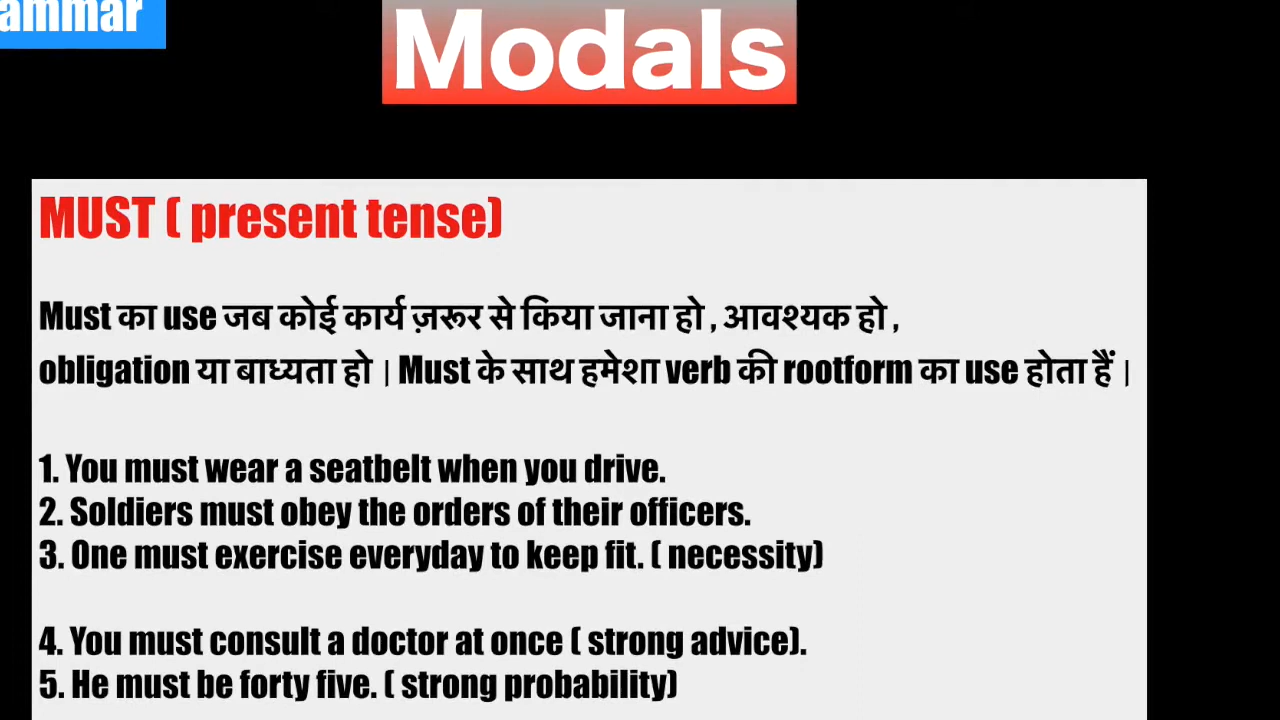 ammar
Modals
MUST ( present tense)
Must का use जब कोई कार्य ज़रूर से किया जाना हो , आवश्यक हो ,
obligation या बाध्यता हो | Must के साथ हमेशा verb की rootform का use होता हैं |
1. You must wear a seatbelt when you drive.
2. Soldiers must obey the orders of their officers.
3. One must exercise everyday to keep fit. ( necessity)
4. You must consult a doctor at once ( strong advice).
5. He must be forty five. ( strong probability)